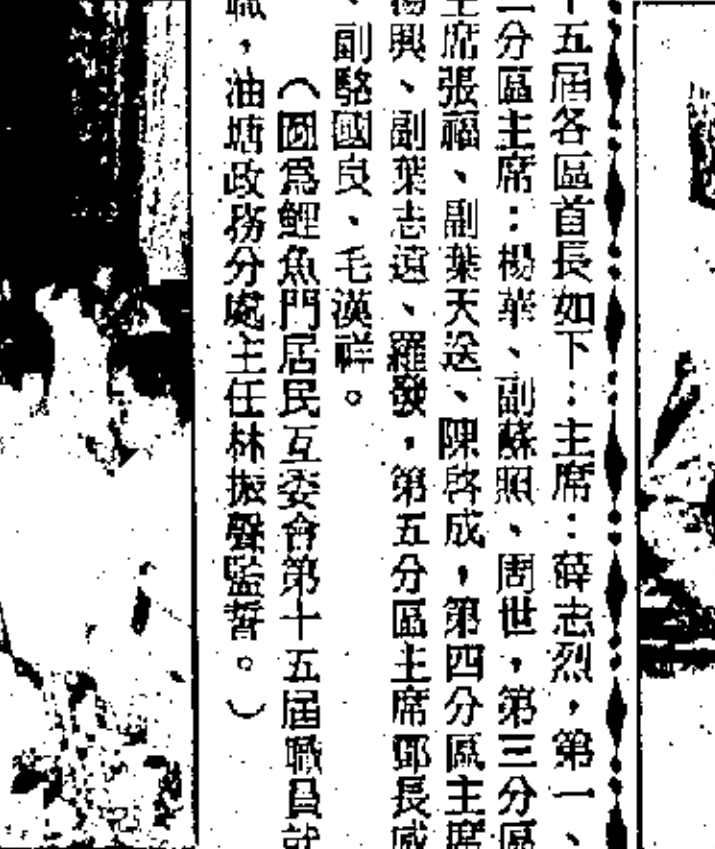 十五屆各區首長如下：主席：薛志烈，第一、
二分區主席：楊華、副蘇照、周世，第三分區
主席張福、副葉天送、陳啓成，第四分區主席
楊興、副葉志遠、羅發，第五分區主席鄧長威
、副駱國良、毛漢祥。
（圖爲鯉魚門居民互委會第十五屆職員就
職，油塘政務分處主任林振聲監誓。）